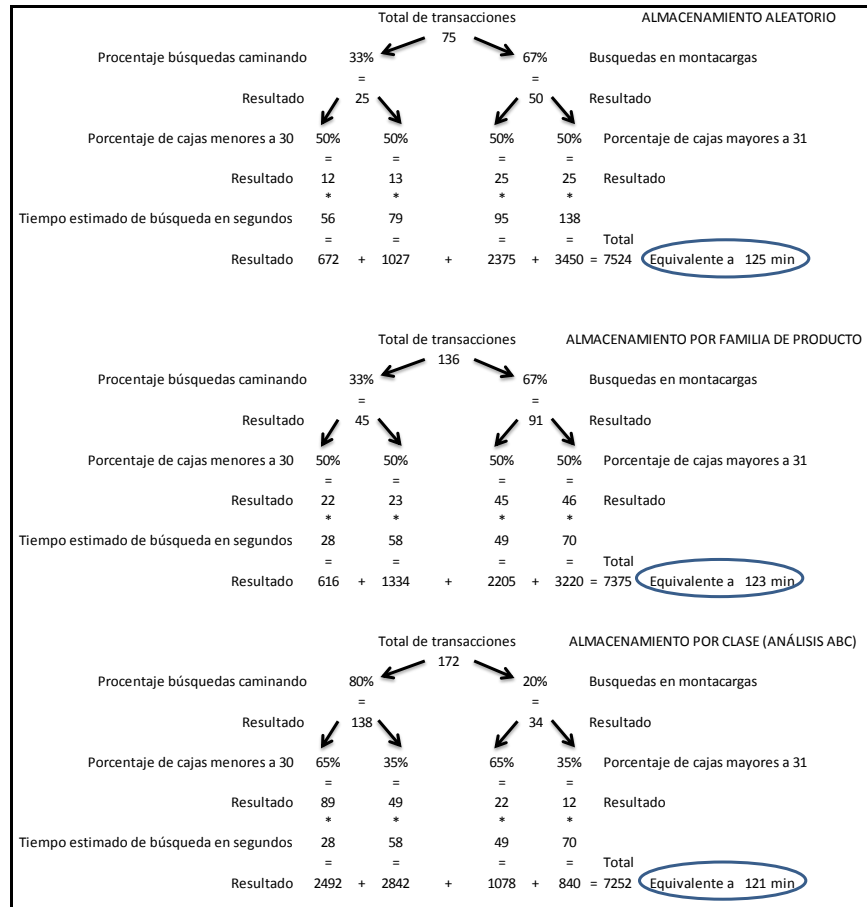 Total de transacciones ALMACENAMIENTO ALEATORIO
75
Procentaje búsquedas caminando 33% 67% Busquedas en montacargas
= =
Resultado 25 50 Resultado
Porcentaje de cajas menores a 30 50% 50% 50% 50% Porcentaje de cajas mayores a 31
= = = =
Resultado 12 13 25 25 Resultado
* * * *
Tiempo estimado de búsqueda en segundos 56 79 95 138
= = = = Total
Resultado 672 + 1027 + 2375 + 3450 = 7524 Equivalente a 125 min
Total de transacciones ALMACENAMIENTO POR FAMILIA DE PRODUCTO
136
Procentaje búsquedas caminando 33% 67% Busquedas en montacargas
= =
Resultado 45 91 Resultado
Porcentaje de cajas menores a 30 50% 50% 50% 50% Porcentaje de cajas mayores a 31
= = = =
Resultado 22 23 45 46 Resultado
* * * *
Tiempo estimado de búsqueda en segundos 28 58 49 70
= = = = Total
Resultado 616 + 1334 + 2205 + 3220 = 7375 Equivalente a 123 min
Total de transacciones ALMACENAMIENTO POR CLASE (ANÁLISIS ABC)
172
Procentaje búsquedas caminando 80% 20% Busquedas en montacargas
= =
Resultado 138 34 Resultado
Porcentaje de cajas menores a 30 65% 35% 65% 35% Porcentaje de cajas mayores a 31
= = = =
Resultado 89 49 22 12 Resultado
* * * *
Tiempo estimado de búsqueda en segundos 28 58 49 70
= = = = Total
Resultado 2492 + 2842 + 1078 + 840 = 7252 Equivalente a 121 min